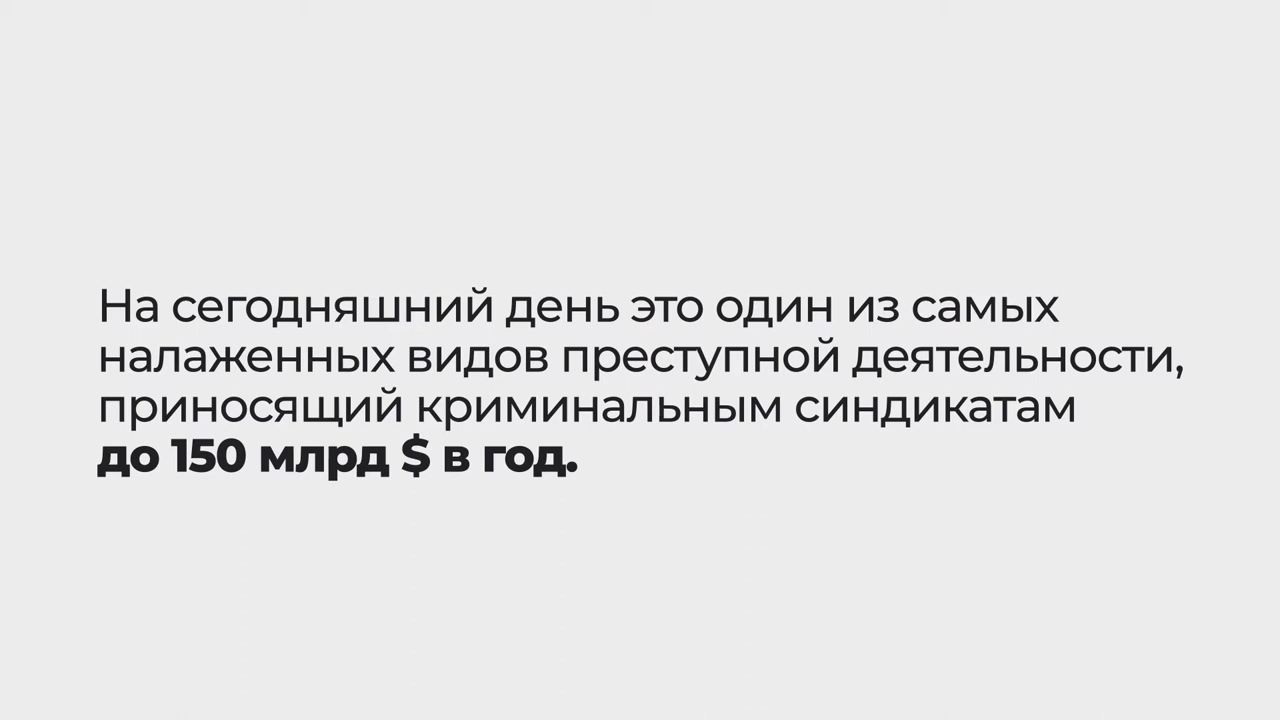 На сегодняшний день это один из самых
налаженных видов преступной деятельности,
приносящий криминальным синдикатам
до 150 млрд $ в год.